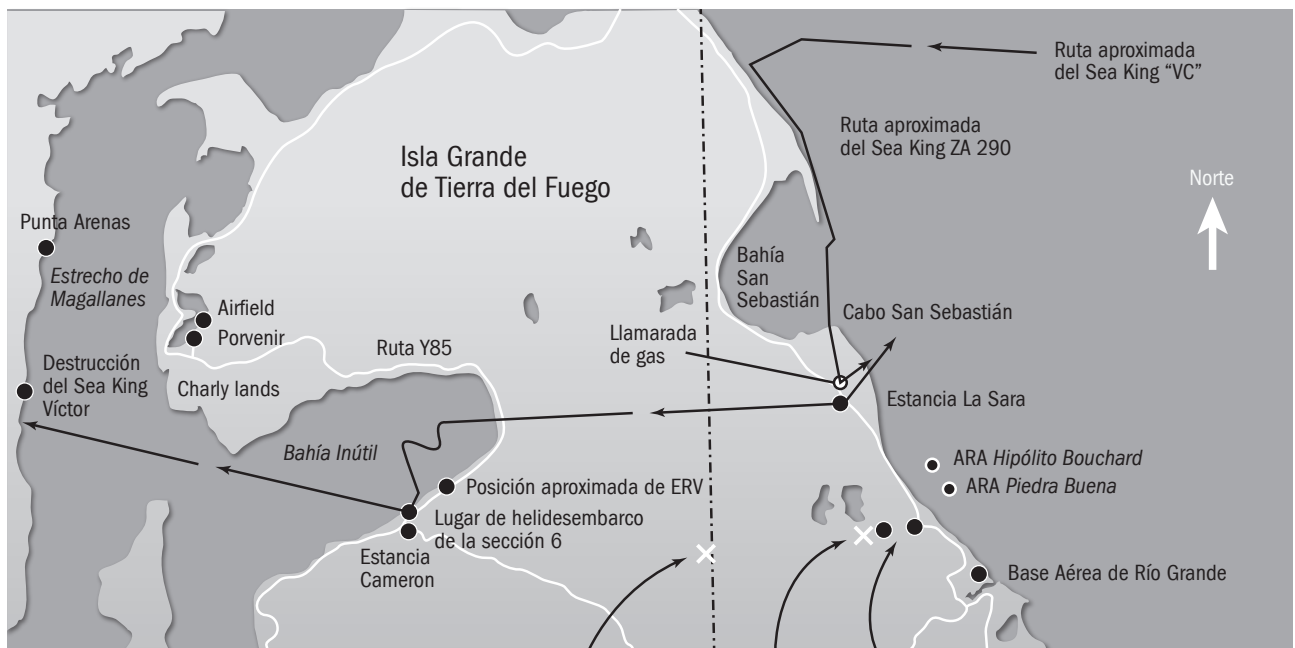 Ruta aproximada
del Sea King “VC”
Ruta aproximada
del Sea King ZA 290
Isla Grande
de Tierra del Fuego
Norte
Punta Arenas
Estrecho de
Magallanes
Bahía
San
Sebastián
Airfield
Porvenir
Cabo San Sebastián
Llamarada
de gas
Ruta Y85
Destrucción
del Sea King
Víctor
Charly lands
Estancia La Sara
Bahía Inútil
ARA Hipólito Bouchard
ARA Piedra Buena
Posición aproximada de ERV
Lugar de helidesembarco
de la sección 6
Estancia
Cameron
Base Aérea de Río Grande